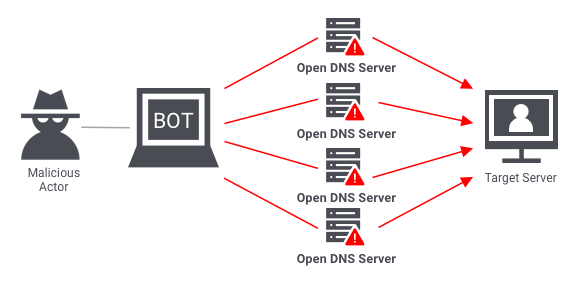 Open DNS Server
BOT
Open DNS Server
Malicious
Actor
Target Server
Open DNS Server
Open DNS Server